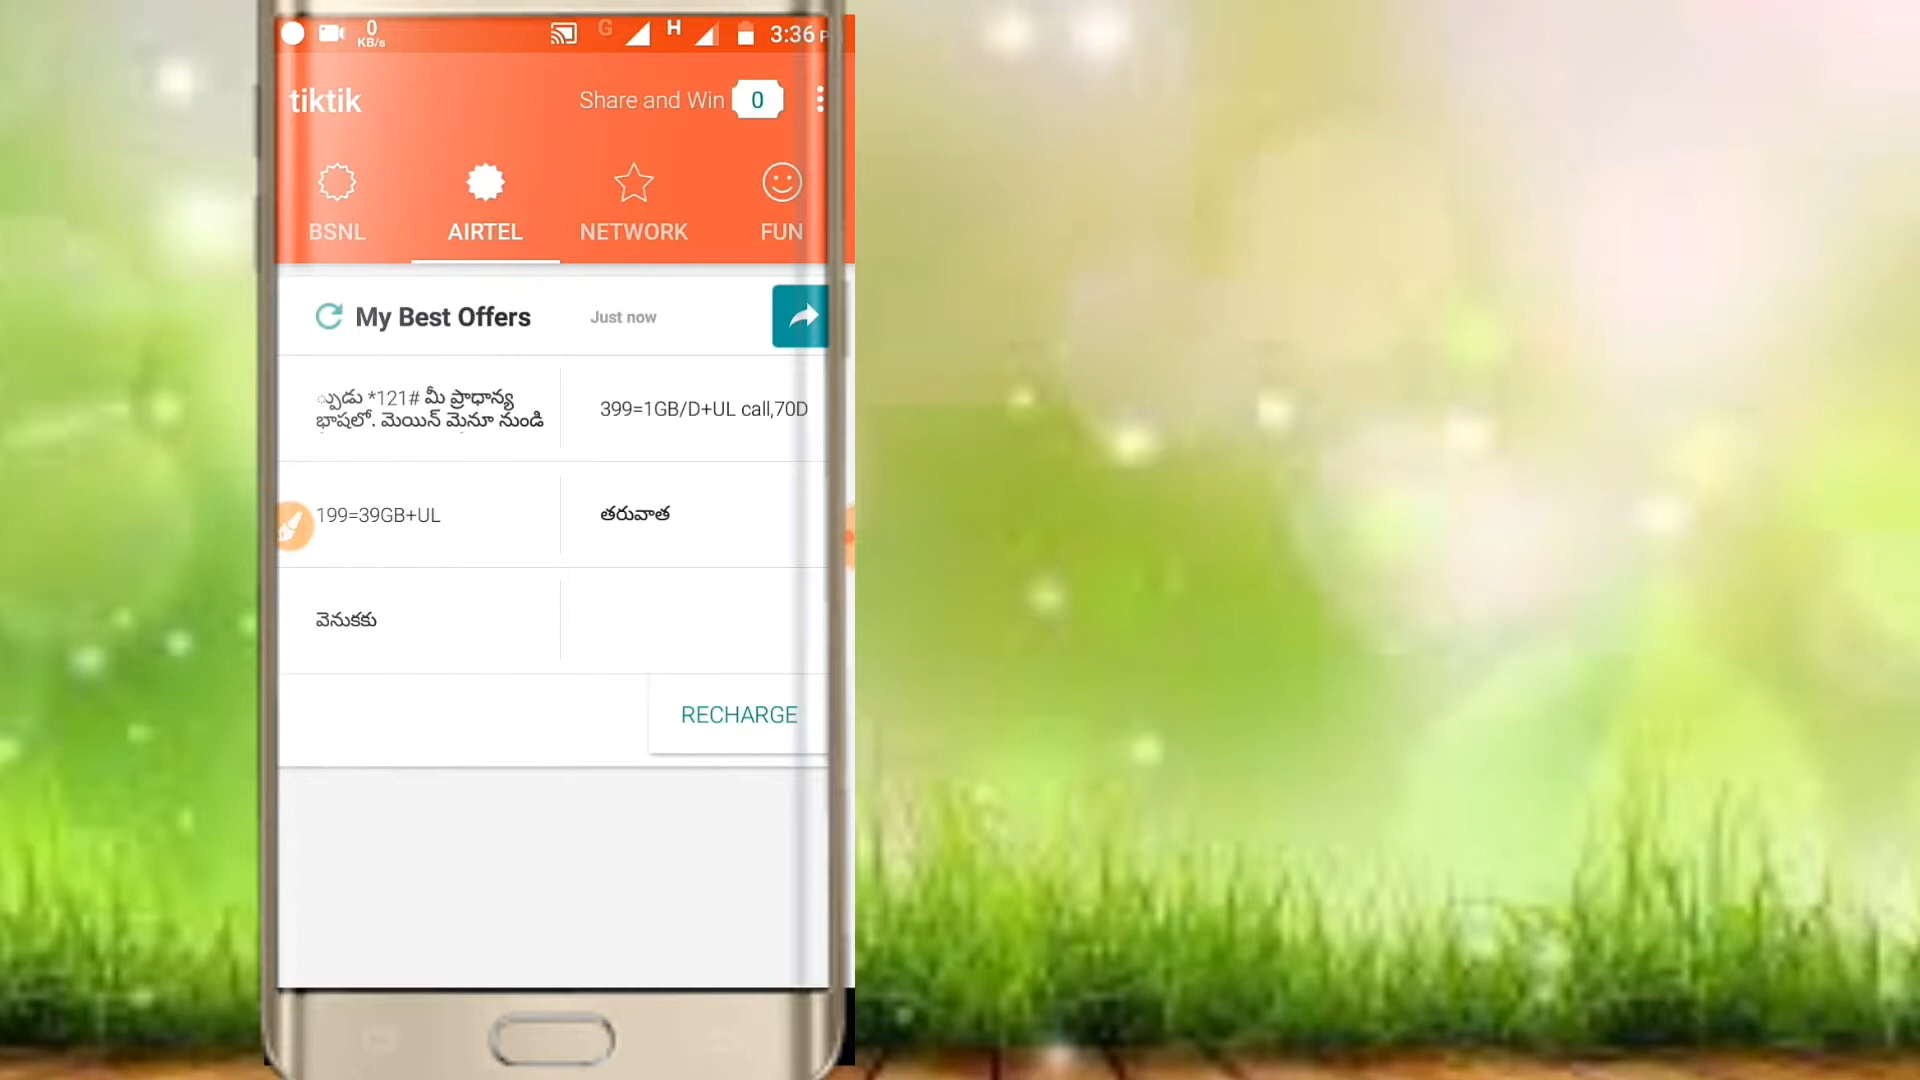 0
KB/s
G
H
3:36
tiktik
Share and Win 0
BSNL
AIRTEL
NETWORK
FUN
My Best Offers
Just now
్పుడు *121# మీ ప్రాధాన్య
భాషలో. మెయిన్ మెనూ నుండి
399=1GB/D+UL call,70D
199=39GB+UL
తరువాత
వెనుకకు
RECHARGE